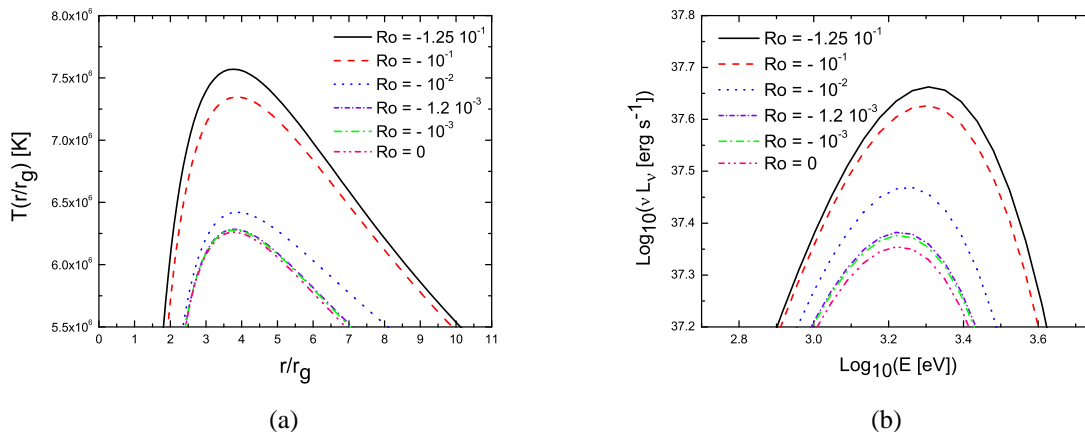 8.0x10⁶
7.5x10⁶
7.0x10⁶
6.5x10⁶
6.0x10⁶
5.5x10⁶
T(r/r_g) [K]
0 1 2 3 4 5 6 7 8 9 10 11
r/r_g
Ro = -1.25 10⁻¹
Ro = - 10⁻¹
Ro = - 10⁻²
Ro = - 1.2 10⁻³
Ro = - 10⁻³
Ro = 0
(a)
37.8
37.7
37.6
37.5
37.4
37.3
37.2
Log₁₀(ν L_ν [erg s⁻¹])
2.8 3.0 3.2 3.4 3.6
Log₁₀(E [eV])
Ro = -1.25 10⁻¹
Ro = - 10⁻¹
Ro = - 10⁻²
Ro = - 1.2 10⁻³
Ro = - 10⁻³
Ro = 0
(b)